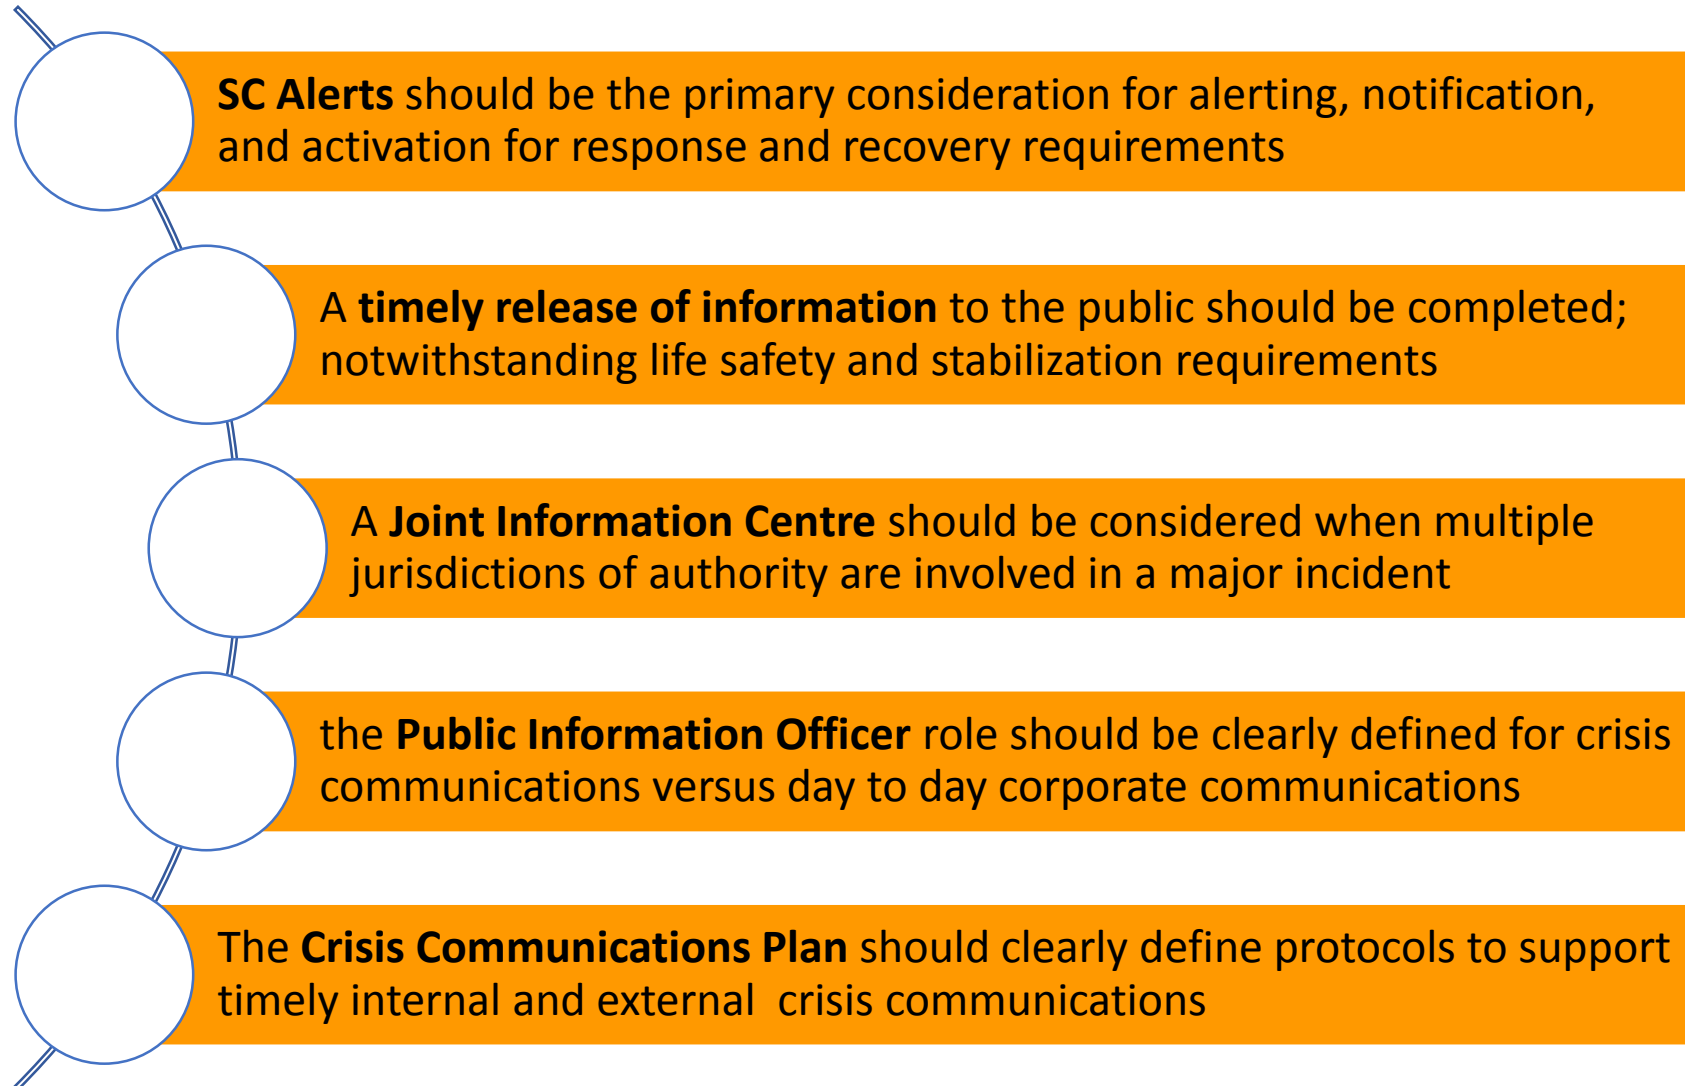 SC Alerts should be the primary consideration for alerting, notification,
and activation for response and recovery requirements
A timely release of information to the public should be completed;
notwithstanding life safety and stabilization requirements
A Joint Information Centre should be considered when multiple
jurisdictions of authority are involved in a major incident
the Public Information Officer role should be clearly defined for crisis
communications versus day to day corporate communications
The Crisis Communications Plan should clearly define protocols to support
timely internal and external  crisis communications